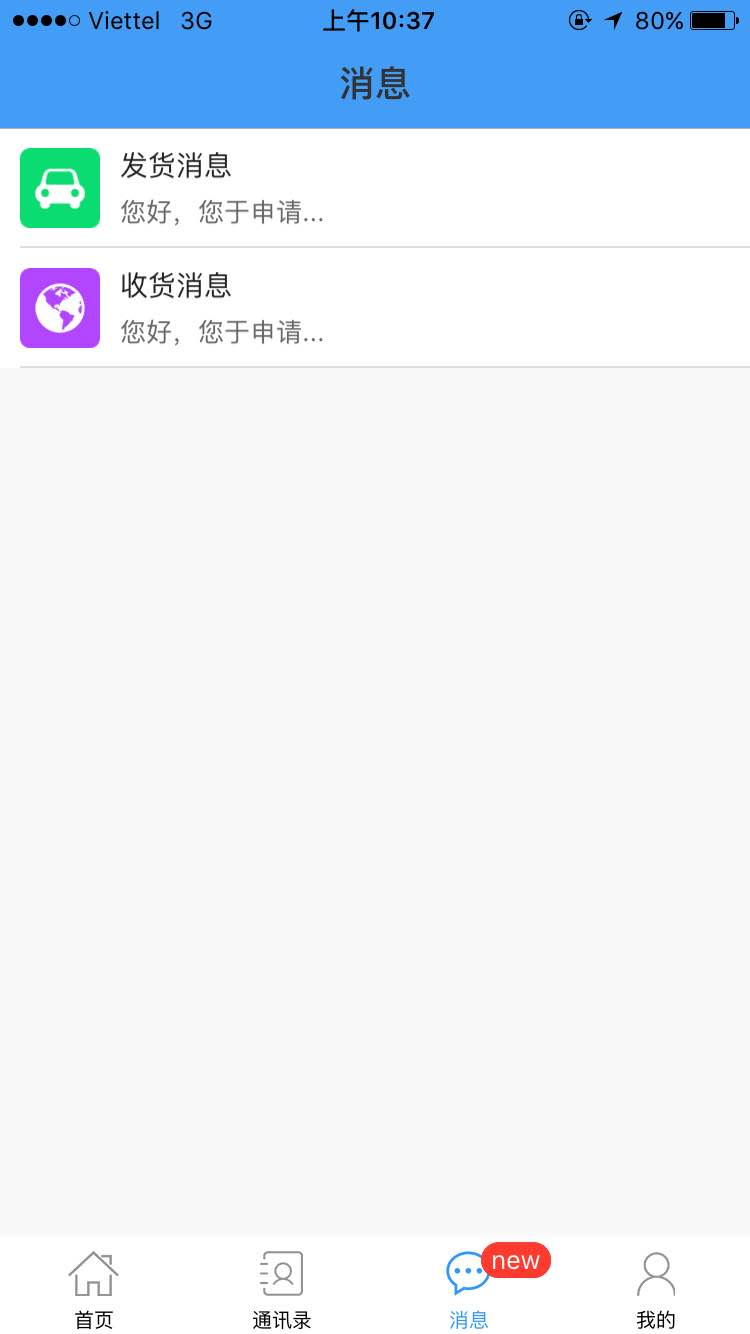 Viettel 3G 上午10:37 80%
消息
发货消息
您好，您于申请...
收货消息
您好，您于申请...
new
首页 通讯录 消息 我的